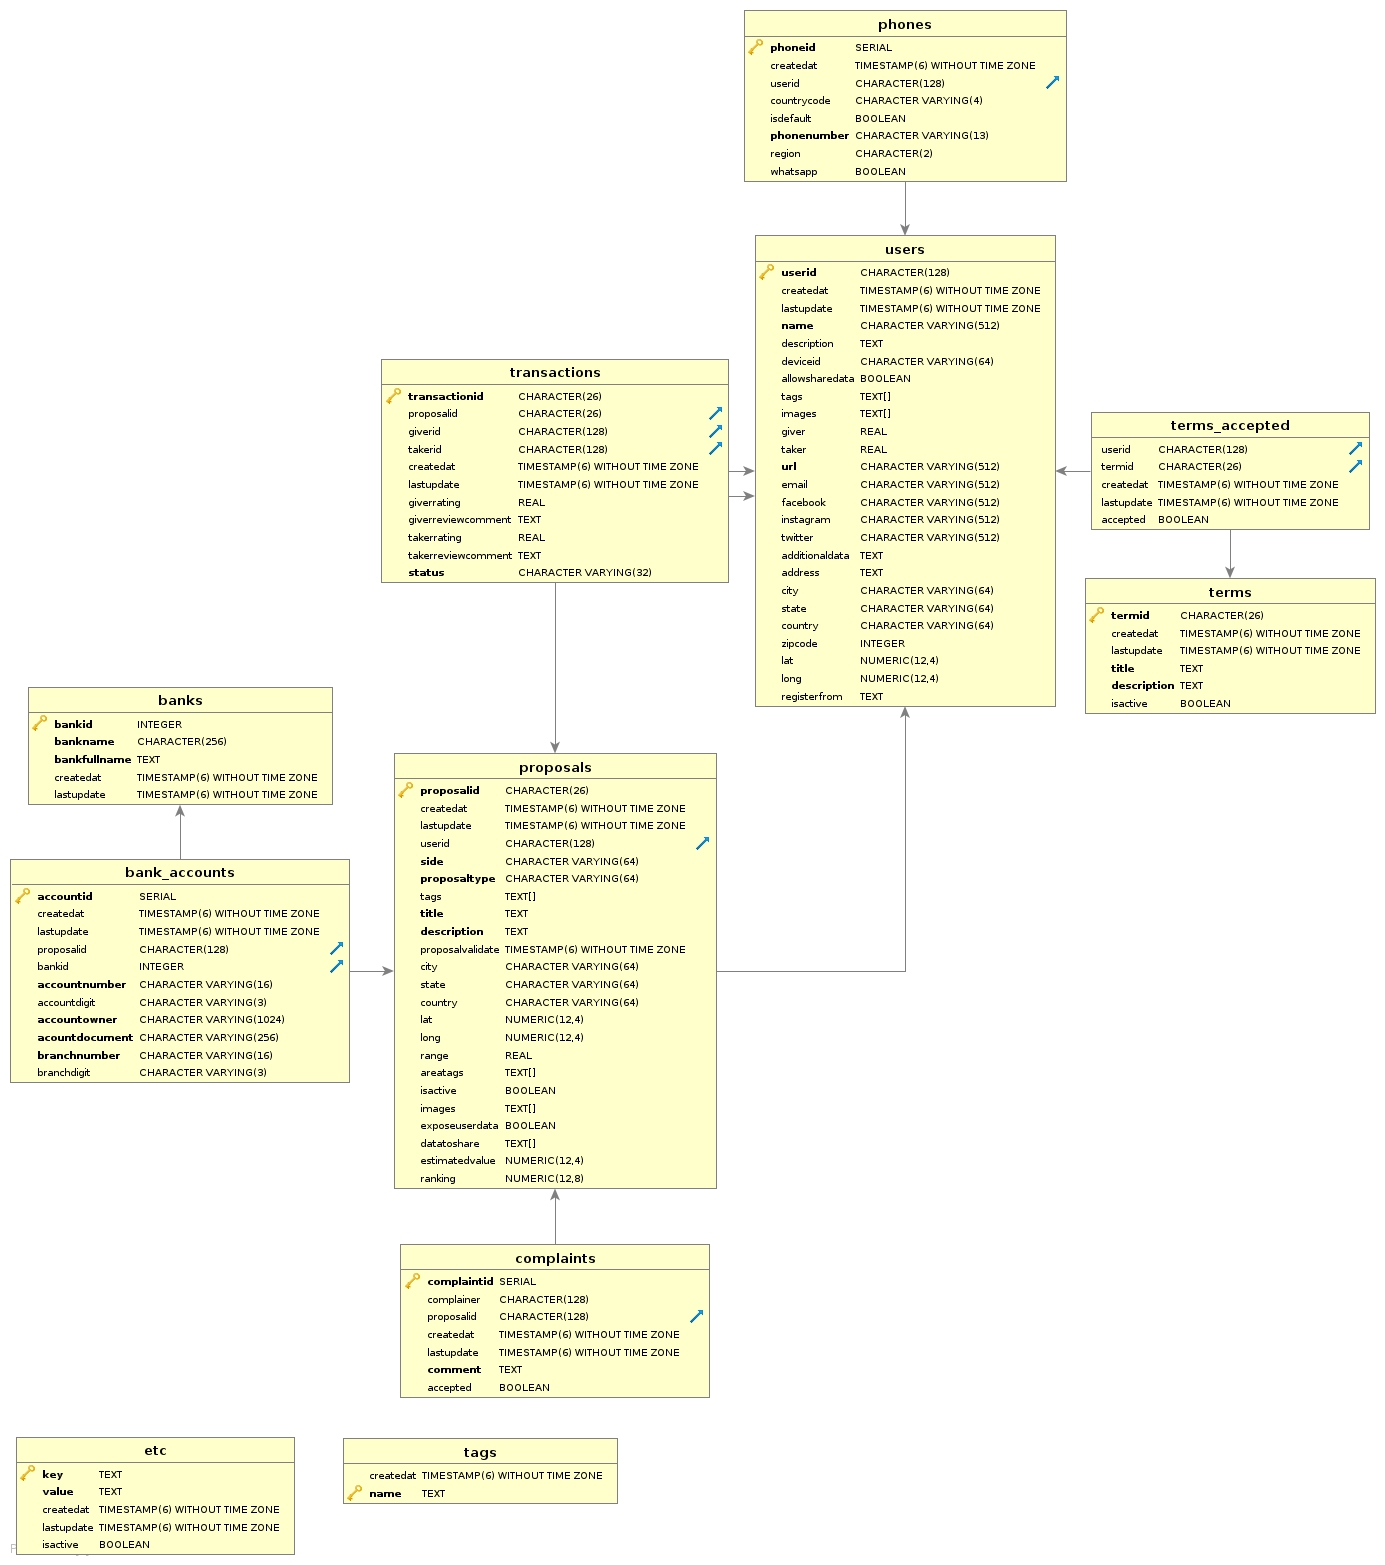 phones
phoneid SERIAL
createdat TIMESTAMP(6) WITHOUT TIME ZONE
userid CHARACTER(128)
countrycode CHARACTER VARYING(4)
isdefault BOOLEAN
phonenumber CHARACTER VARYING(13)
region CHARACTER(2)
whatsapp BOOLEAN
users
userid CHARACTER(128)
createdat TIMESTAMP(6) WITHOUT TIME ZONE
lastupdate TIMESTAMP(6) WITHOUT TIME ZONE
name CHARACTER VARYING(512)
description TEXT
deviceid CHARACTER VARYING(64)
allowsharedata BOOLEAN
tags TEXT[]
images TEXT[]
giver REAL
taker REAL
url CHARACTER VARYING(512)
email CHARACTER VARYING(512)
facebook CHARACTER VARYING(512)
instagram CHARACTER VARYING(512)
twitter CHARACTER VARYING(512)
additionaldata TEXT
address TEXT
city CHARACTER VARYING(64)
state CHARACTER VARYING(64)
country CHARACTER VARYING(64)
zipcode INTEGER
lat NUMERIC(12,4)
long NUMERIC(12,4)
registerfrom TEXT
transactions
transactionid CHARACTER(26)
proposalid CHARACTER(26)
giverid CHARACTER(128)
takerid CHARACTER(128)
createdat TIMESTAMP(6) WITHOUT TIME ZONE
lastupdate TIMESTAMP(6) WITHOUT TIME ZONE
giverrating REAL
giverreviewcomment TEXT
takerrating REAL
takerreviewcomment TEXT
status CHARACTER VARYING(32)
terms_accepted
userid CHARACTER(128)
termid CHARACTER(26)
createdat TIMESTAMP(6) WITHOUT TIME ZONE
lastupdate TIMESTAMP(6) WITHOUT TIME ZONE
accepted BOOLEAN
terms
termid CHARACTER(26)
createdat TIMESTAMP(6) WITHOUT TIME ZONE
lastupdate TIMESTAMP(6) WITHOUT TIME ZONE
title TEXT
description TEXT
isactive BOOLEAN
banks
bankid INTEGER
bankname CHARACTER(256)
bankfullname TEXT
createdat TIMESTAMP(6) WITHOUT TIME ZONE
lastupdate TIMESTAMP(6) WITHOUT TIME ZONE
bank_accounts
accountid SERIAL
createdat TIMESTAMP(6) WITHOUT TIME ZONE
lastupdate TIMESTAMP(6) WITHOUT TIME ZONE
proposalid CHARACTER(128)
bankid INTEGER
accountnumber CHARACTER VARYING(16)
accountdigit CHARACTER VARYING(3)
accountowner CHARACTER VARYING(1024)
acountdocument CHARACTER VARYING(256)
branchnumber CHARACTER VARYING(16)
branchdigit CHARACTER VARYING(3)
proposals
proposalid CHARACTER(26)
createdat TIMESTAMP(6) WITHOUT TIME ZONE
lastupdate TIMESTAMP(6) WITHOUT TIME ZONE
userid CHARACTER(128)
side CHARACTER VARYING(64)
proposaltype CHARACTER VARYING(64)
tags TEXT[]
title TEXT
description TEXT
proposalvalidate TIMESTAMP(6) WITHOUT TIME ZONE
city CHARACTER VARYING(64)
state CHARACTER VARYING(64)
country CHARACTER VARYING(64)
lat NUMERIC(12,4)
long NUMERIC(12,4)
range REAL
areatags TEXT[]
isactive BOOLEAN
images TEXT[]
exposeuserdata BOOLEAN
datatoshare TEXT[]
estimatedvalue NUMERIC(12,4)
ranking NUMERIC(12,8)
complaints
complaintid SERIAL
complainer CHARACTER(128)
proposalid CHARACTER(128)
createdat TIMESTAMP(6) WITHOUT TIME ZONE
lastupdate TIMESTAMP(6) WITHOUT TIME ZONE
comment TEXT
accepted BOOLEAN
etc
key TEXT
value TEXT
createdat TIMESTAMP(6) WITHOUT TIME ZONE
lastupdate TIMESTAMP(6) WITHOUT TIME ZONE
isactive BOOLEAN
tags
createdat TIMESTAMP(6) WITHOUT TIME ZONE
name TEXT